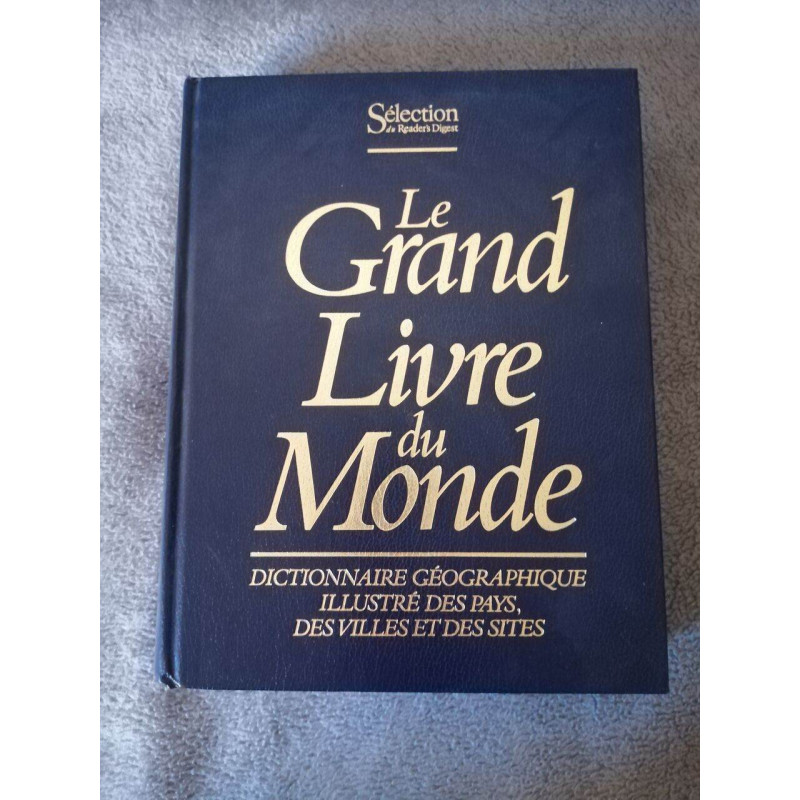 Sélection
du Reader's Digest
Le
Grand
Livre
du
Monde
DICTIONNAIRE GÉOGRAPHIQUE
ILLUSTRÉ DES PAYS,
DES VILLES ET DES SITES